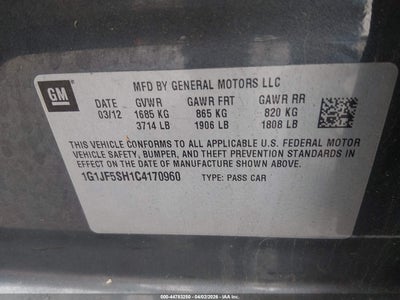 GM
MFD BY GENERAL MOTORS LLC
DATE GVWR GAWR FRT GAWR RR
03/12 1685 KG 865 KG 820 KG
3714 LB 1906 LB 1808 LB
THIS VEHICLE CONFORMS TO ALL APPLICABLE U.S. FEDERAL MOTOR
VEHICLE SAFETY, BUMPER, AND THEFT PREVENTION STANDARDS IN
EFFECT ON THE DATE OF MANUFACTURE SHOWN ABOVE.
1G1JF5SH1C4170960 TYPE: PASS CAR
000-44783250 - 04/02/2026 - IAA Inc.